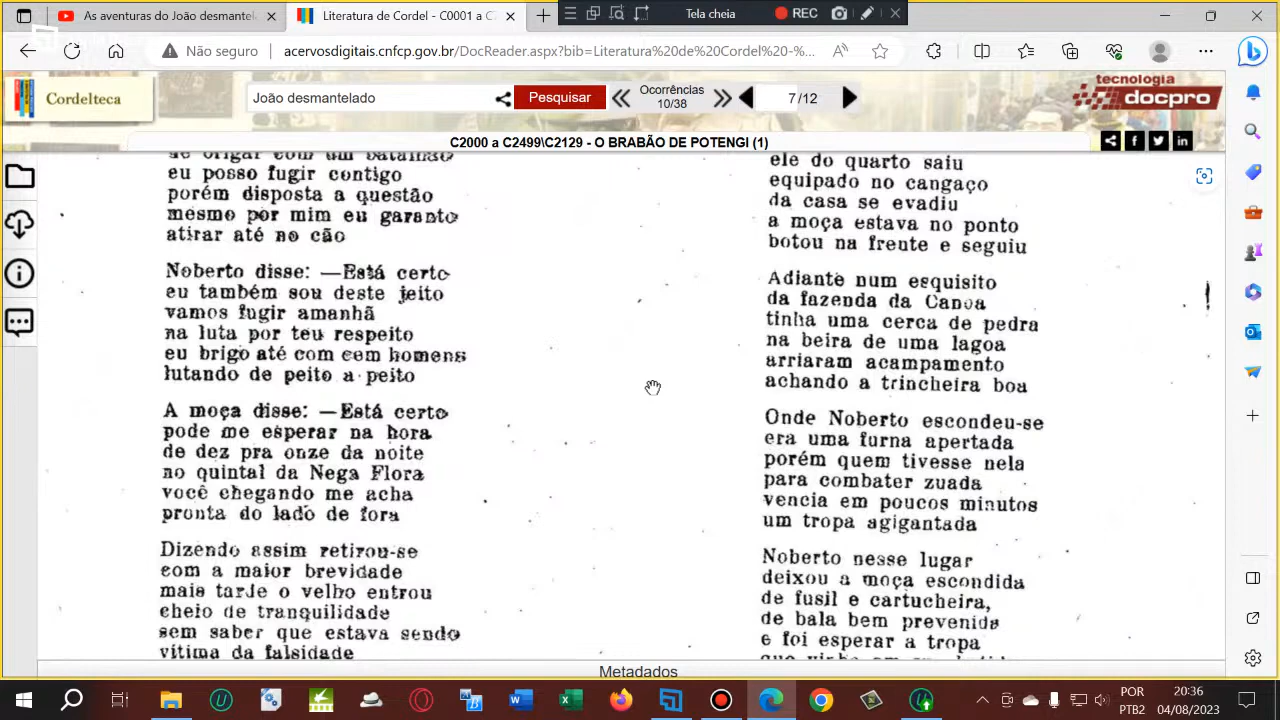 As aventuras do João desmantel
Literatura de Cordel - C0001 a C2
Tela cheia
REC
Não seguro
acervosdigitais.cnfcp.gov.br/DocReader.aspx?bib=Literatura%20de%20Cordel%20-%...
Cordelteca
João desmantelado
Pesquisar
Ocorrências
10/38
7/12
tecnologia
docpro
C2000 a C2499\C2129 - O BRABÃO DE POTENGI (1)
de brigar com um batalhão
eu posso fugir contigo
porém disposta a questão
mesmo por mim eu garanto
atirar até no cão
Noberto disse: —Está certo
eu também sou deste jeito
vamos fugir amanhã
na luta por teu respeito
eu brigo até com cem homens
lutando de peito a peito
A moça disse: —Está certo
pode me esperar na hora
de dez pra onze da noite
no quintal da Nega Flora
você chegando me acha
pronta do lado de fora
Dizendo assim retirou-se
com a maior brevidade
mais tarde o velho entrou
cheio de tranquilidade
sem saber que estava sendo
vítima da falsidade
ele do quarto saiu
equipado no cangaço
da casa se evadiu
a moça estava no ponto
botou na frente e seguiu
Adiante num esquisito
da fazenda da Canoa
tinha uma cerca de pedra
na beira de uma lagoa
arriaram acampamento
achando a trincheira boa
Onde Noberto escondeu-se
era uma furna apertada
porém quem tivesse nela
para combater zuada
vencia em poucos minutos
um tropa agigantada
Noberto nesse lugar
deixou a moça escondida
de fusil e cartucheira,
de bala bem prevenida
e foi esperar a tropa
Metadados
POR
PTB2
20:36
04/08/2023